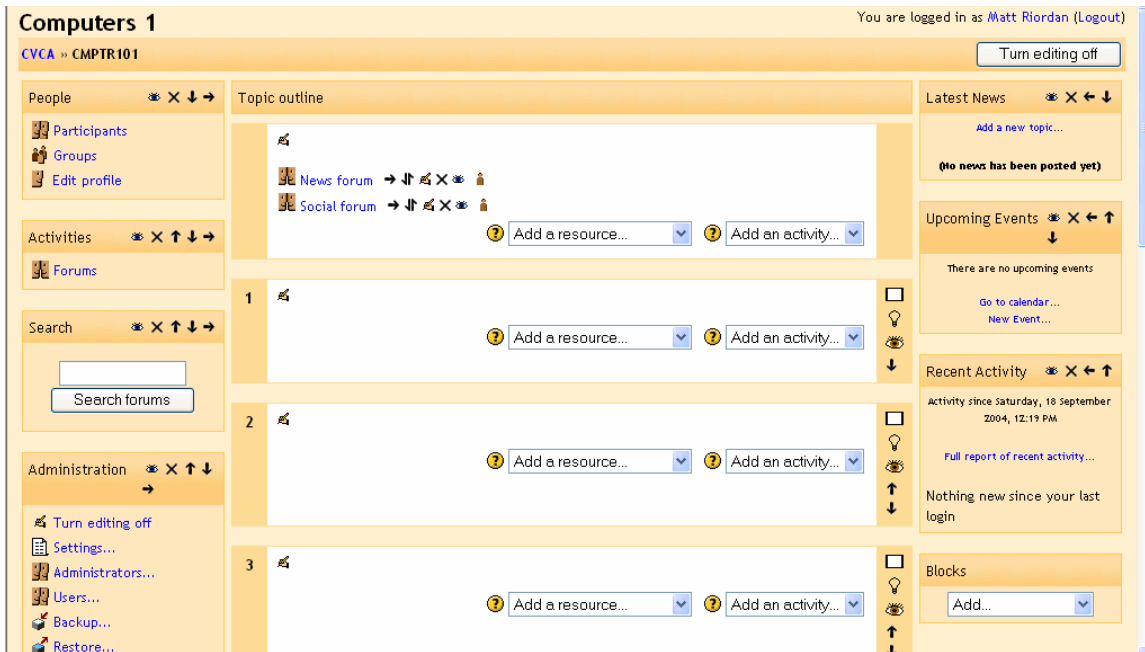 Computers 1
You are logged in as Matt Riordan (Logout)
CVCA » CMPTR101
Turn editing off
People
Participants
Groups
Edit profile
Activities
Forums
Search
Search forums
Administration
Turn editing off
Settings...
Administrators...
Users...
Backup...
Restore...
Topic outline
News forum
Social forum
Add a resource...
Add an activity...
1
Add a resource...
Add an activity...
2
Add a resource...
Add an activity...
3
Add a resource...
Add an activity...
Latest News
Add a new topic...
(No news has been posted yet)
Upcoming Events
There are no upcoming events
Go to calendar...
New Event...
Recent Activity
Activity since Saturday, 18 September
2004, 12:19 PM
Full report of recent activity...
Nothing new since your last
login
Blocks
Add...